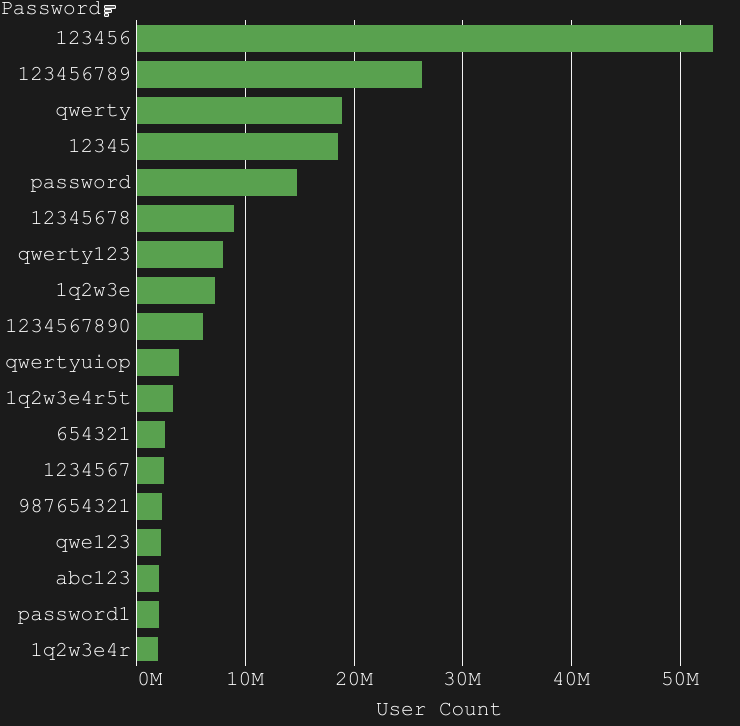 Password
123456
123456789
qwerty
12345
password
12345678
qwerty123
1q2w3e
1234567890
qwertyuiop
1q2w3e4r5t
654321
1234567
987654321
qwe123
abc123
password1
1q2w3e4r
0M 10M 20M 30M 40M 50M
User Count